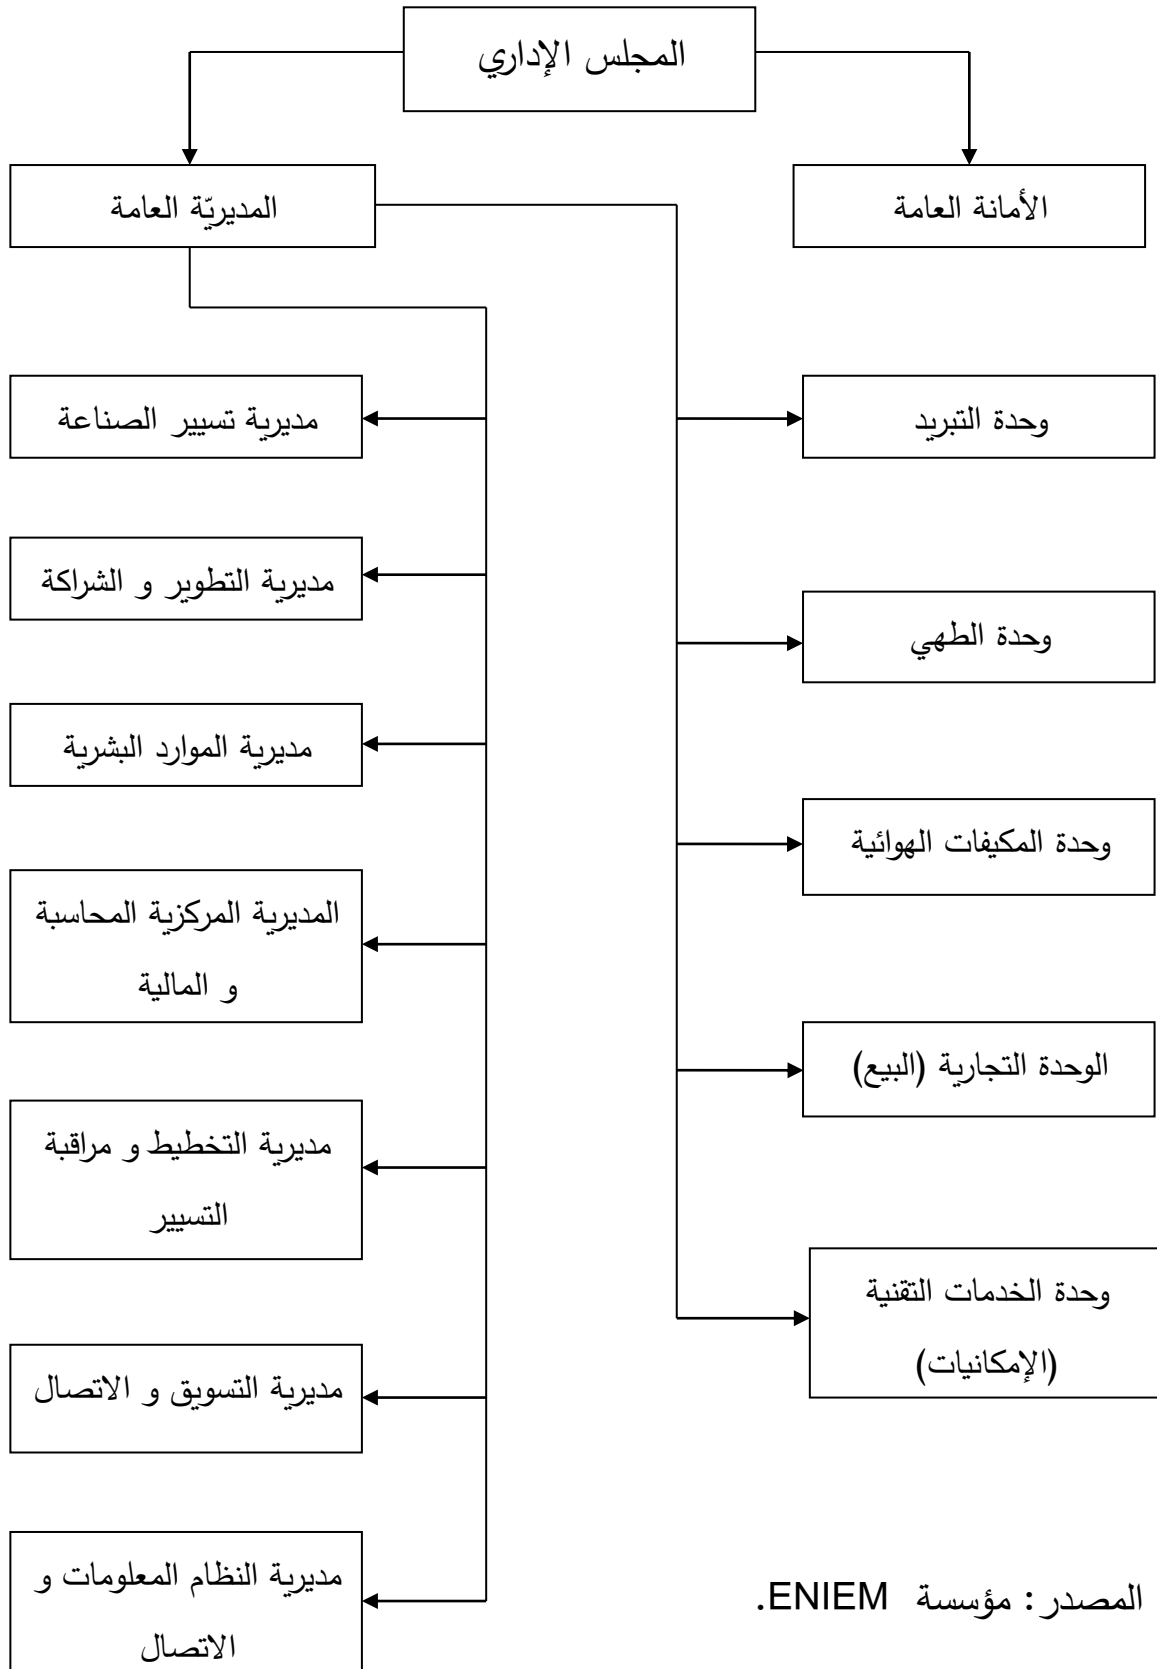 المجلس الإداري
الأمانة العامة
المديريّة العامة
وحدة التبريد
مديرية تسيير الصناعة
وحدة الطهي
مديرية التطوير و الشراكة
وحدة المكيفات الهوائية
مديرية الموارد البشرية
الوحدة التجارية (البيع)
المديرية المركزية المحاسبة
و المالية
وحدة الخدمات التقنية
(الإمكانيات)
مديرية التخطيط و مراقبة
التسيير
مديرية التسويق و الاتصال
مديرية النظام المعلومات و
الاتصال
المصدر : مؤسسة ENIEM.